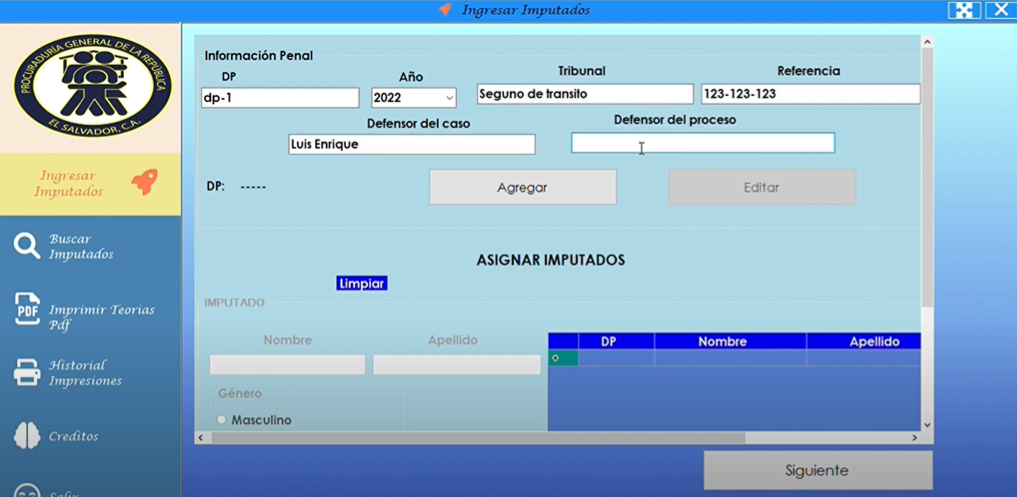 Ingresar Imputados
PROCURADURÍA GENERAL DE LA REPÚBLICA
EL SALVADOR, C.A.
Ingresar
Imputados
Buscar
Imputados
PDF
Imprimir Teorias
Pdf
Historial
Impresiones
Creditos
Salir
Información Penal
DP
Año
Tribunal
Referencia
dp-1
2022
Seguno de transito
123-123-123
Defensor del caso
Defensor del proceso
Luis Enrique
DP: -----
Agregar
Editar
ASIGNAR IMPUTADOS
Limpiar
IMPUTADO
Nombre
Apellido
DP
Nombre
Apellido
Género
Masculino
Siguiente